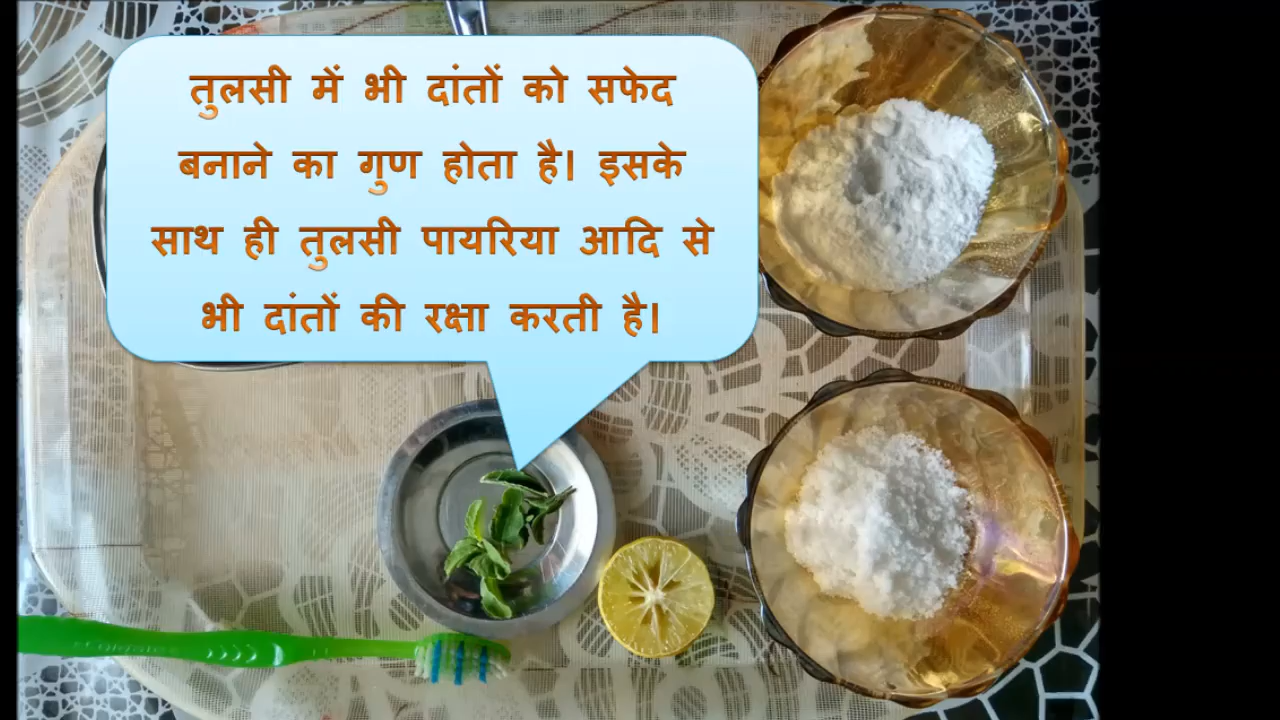 तुलसी में भी दांतों को सफेद
बनाने का गुण होता है। इसके
साथ ही तुलसी पायरिया आदि से
भी दांतों की रक्षा करती है।